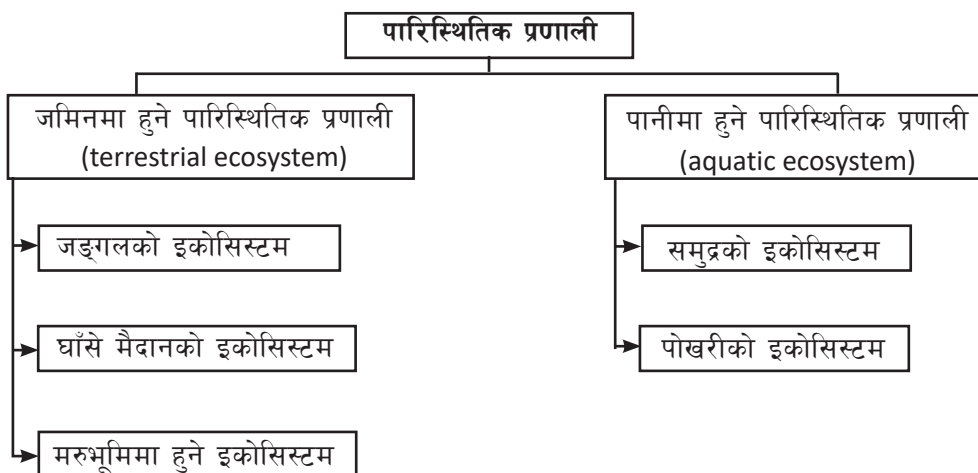 पारिस्थितिक प्रणाली
जमिनमा हुने पारिस्थितिक प्रणाली
(terrestrial ecosystem)
जङ्गलको इकोसिस्टम
घाँसे मैदानको इकोसिस्टम
मरुभूमिमा हुने इकोसिस्टम
पानीमा हुने पारिस्थितिक प्रणाली
(aquatic ecosystem)
समुद्रको इकोसिस्टम
पोखरीको इकोसिस्टम